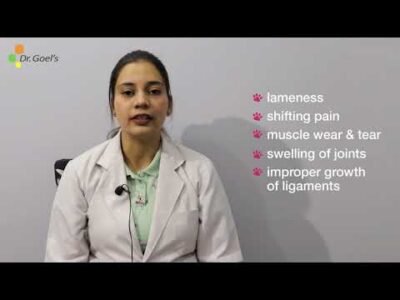 Dr.Goel's
lameness
shifting pain
muscle wear & tear
swelling of joints
improper growth
of ligaments